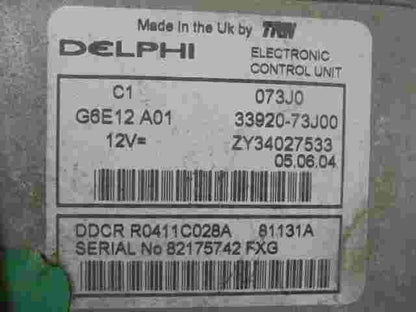 Made in the Uk by TRW
DELPHI
ELECTRONIC
CONTROL UNIT
C1 073J0
G6E12 A01 33920-73J00
12V= ZY34027533
05.06.04
DDCR R0411C028A 81131A
SERIAL No 82175742 FXG